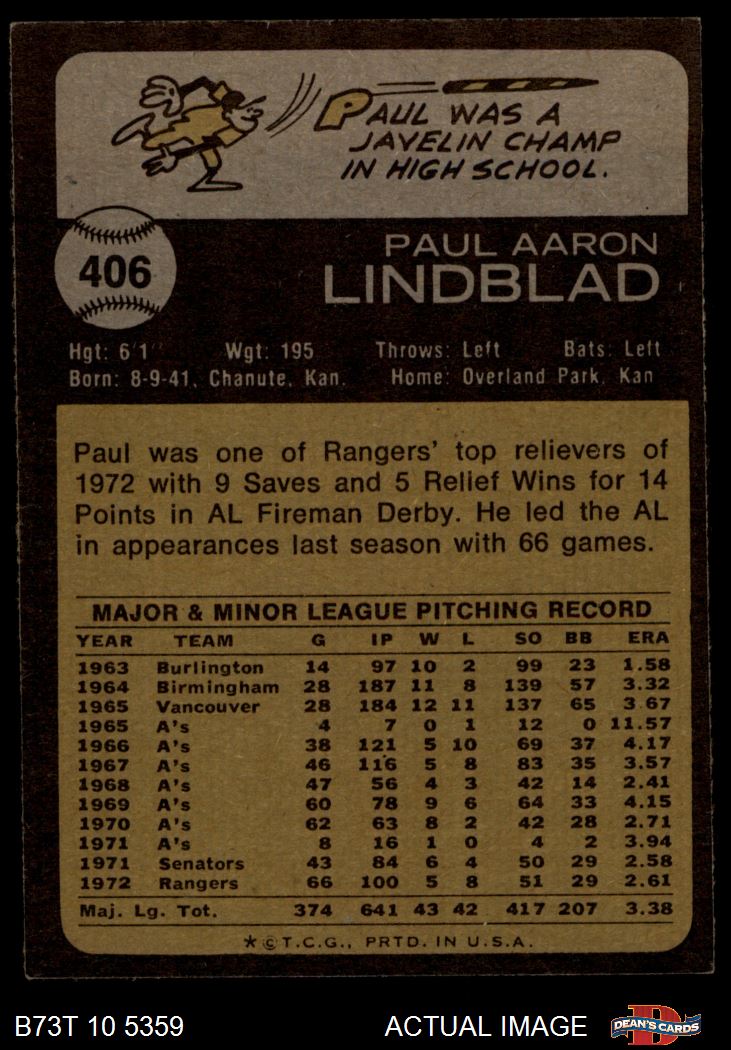 PAUL WAS A
JAVELIN CHAMP
IN HIGH SCHOOL.
406
PAUL AARON
LINDBLAD
Hgt: 6'1" Wgt: 195 Throws: Left Bats: Left
Born: 8-9-41, Chanute, Kan. Home: Overland Park, Kan
Paul was one of Rangers' top relievers of
1972 with 9 Saves and 5 Relief Wins for 14
Points in AL Fireman Derby. He led the AL
in appearances last season with 66 games.
MAJOR & MINOR LEAGUE PITCHING RECORD
YEAR TEAM G IP W L SO BB ERA
1963 Burlington 14 97 10 2 99 23 1.58
1964 Birmingham 28 187 11 8 139 57 3.32
1965 Vancouver 28 184 12 11 137 65 3.67
1965 A's 4 7 0 1 12 0 11.57
1966 A's 38 121 5 10 69 37 4.17
1967 A's 46 116 5 8 83 35 3.57
1968 A's 47 56 4 3 42 14 2.41
1969 A's 60 78 9 6 64 33 4.15
1970 A's 62 63 8 2 42 28 2.71
1971 A's 8 16 1 0 4 2 3.94
1971 Senators 43 84 6 4 50 29 2.58
1972 Rangers 66 100 5 8 51 29 2.61
Maj. Lg. Tot. 374 641 43 42 417 207 3.38
★©T.C.G., PRTD. IN U.S.A.
B73T 10 5359 ACTUAL IMAGE DEAN'S CARDS